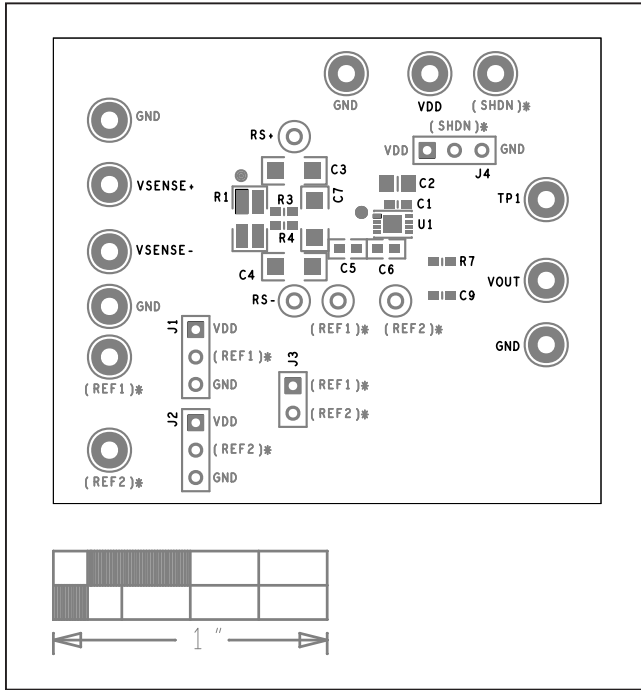 GND
VDD
(SHDN)*
GND
RS+
(SHDN)*
VDD
GND
J4
C3
VSENSE+
R1
C7
C2
R3
C1
TP1
R4
U1
VSENSE-
C4
C5
C6
R7
VOUT
GND
RS-
(REF1)*
(REF2)*
C9
J1
VDD
(REF1)*
GND
(REF1)*
J3
(REF1)*
(REF2)*
GND
J2
VDD
(REF2)*
GND
(REF2)*
1 "